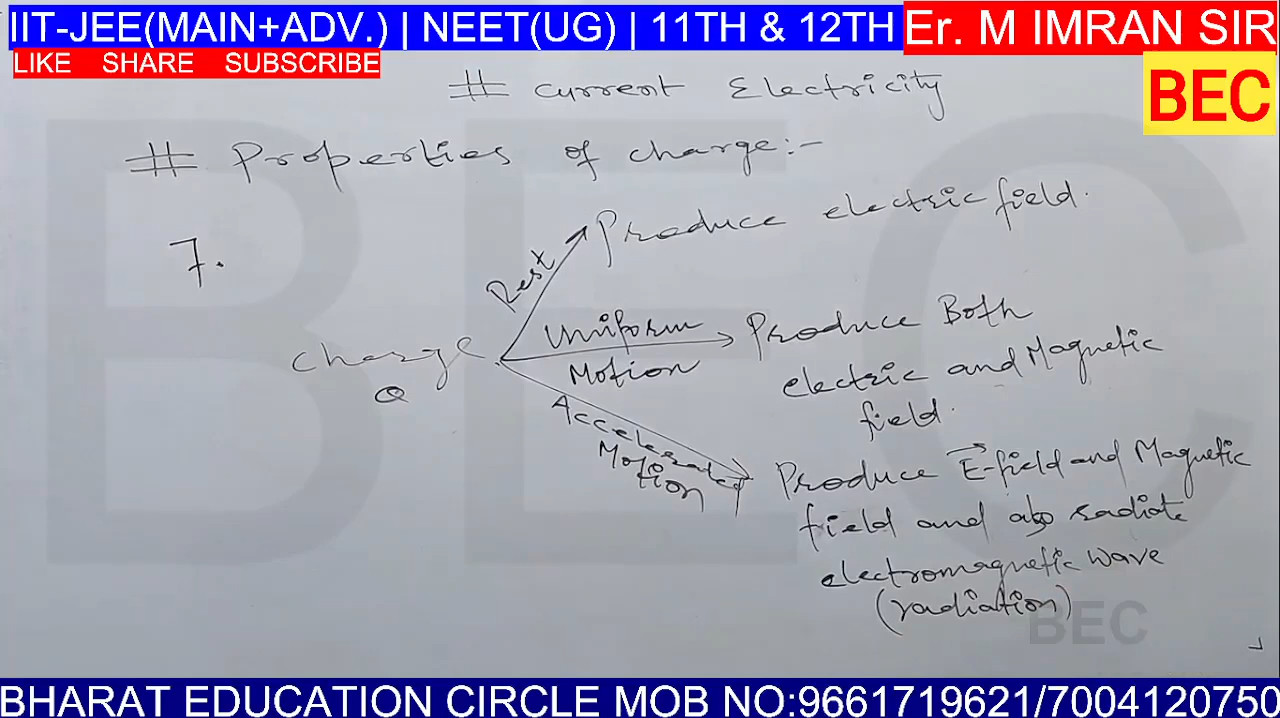 IIT-JEE(MAIN+ADV.) | NEET(UG) | 11TH & 12TH Er. M IMRAN SIR
LIKE SHARE SUBSCRIBE
BEC
# Current Electricity
# Properties of charge:-
7.
Rest
Produce electric field.
charge
Q
Uniform
Motion
Produce Both
electric and Magnetic
field.
Accelerated
Motion
Produce E-field and Magnetic
field and also radiate
electromagnetic wave
(radiation)
BEC
BEC
BHARAT EDUCATION CIRCLE MOB NO:9661719621/7004120750